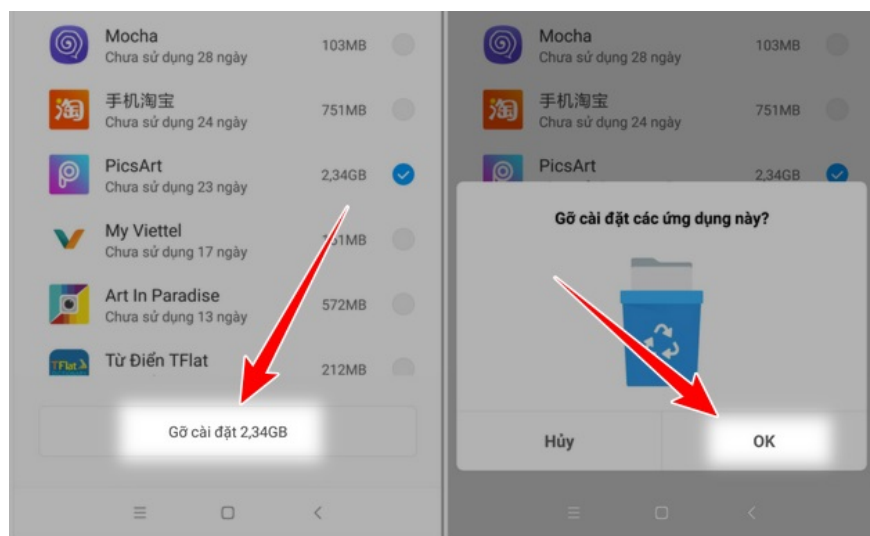 Mocha
Chưa sử dụng 28 ngày
103MB
手机淘宝
Chưa sử dụng 24 ngày
751MB
PicsArt
Chưa sử dụng 23 ngày
2,34GB
My Viettel
Chưa sử dụng 17 ngày
Art In Paradise
Chưa sử dụng 13 ngày
572MB
TFlat
Từ Điển TFlat
212MB
Gỡ cài đặt 2,34GB
Mocha
Chưa sử dụng 28 ngày
103MB
手机淘宝
Chưa sử dụng 24 ngày
751MB
PicsArt
2,34GB
Gỡ cài đặt các ứng dụng này?
Hủy
OK